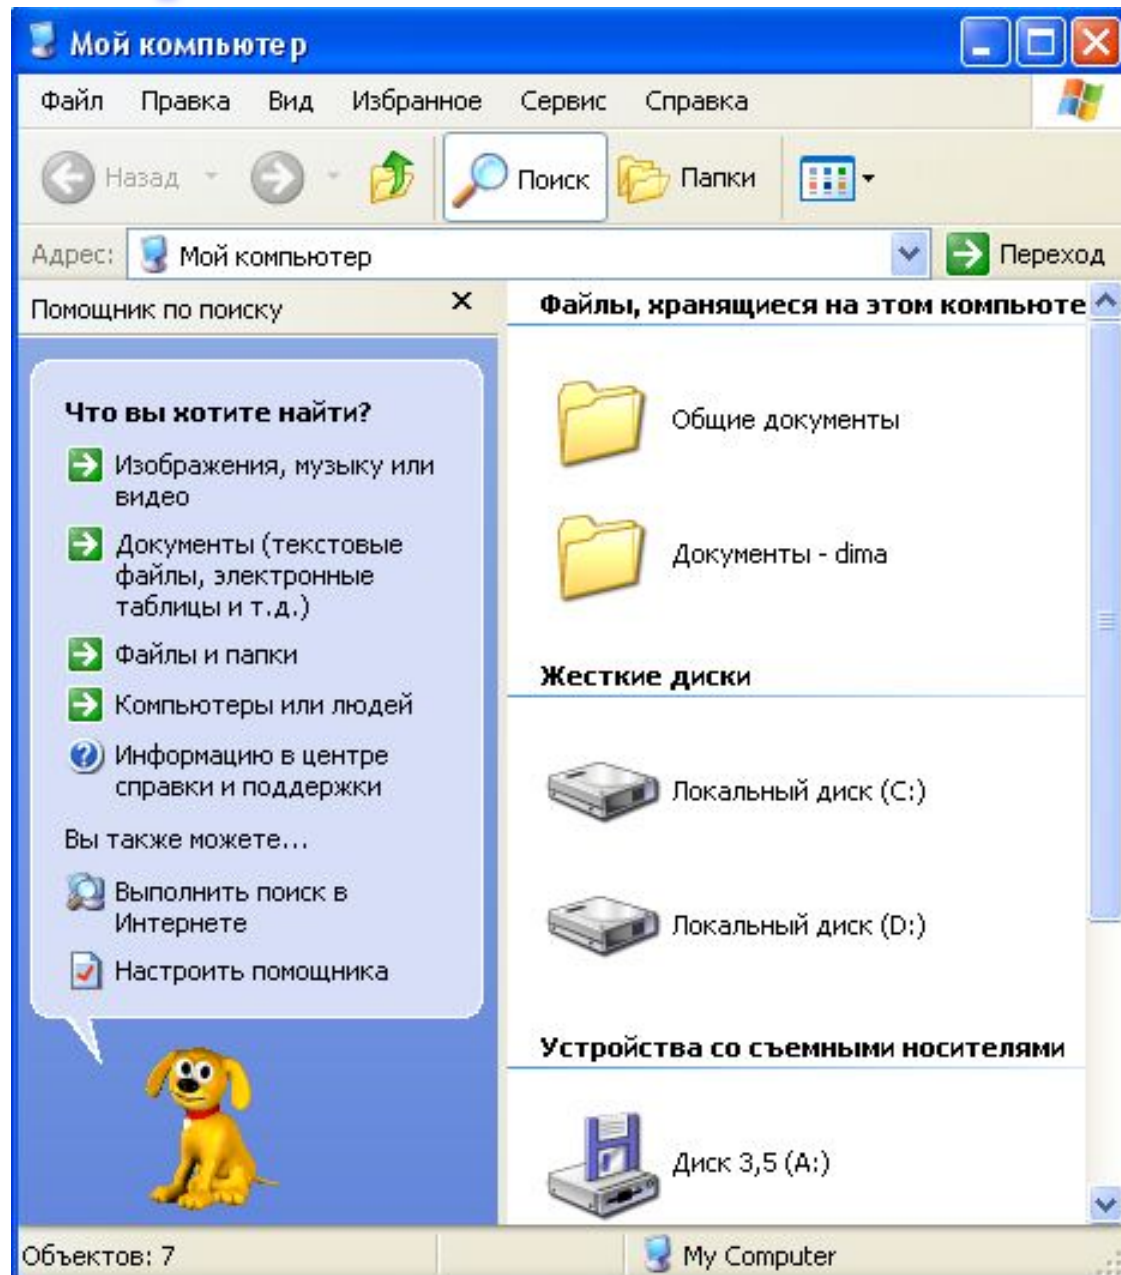 Мой компьютер
Файл Правка Вид Избранное Сервис Справка
Назад Поиск Папки
Адрес: Мой компьютер Переход
Помощник по поиску
Что вы хотите найти?
Изображения, музыку или
видео
Документы (текстовые
файлы, электронные
таблицы и т.д.)
Файлы и папки
Компьютеры или людей
Информацию в центре
справки и поддержки
Вы также можете...
Выполнить поиск в
Интернете
Настроить помощника
Файлы, хранящиеся на этом компьюте
Общие документы
Документы - dima
Жесткие диски
Локальный диск (C:)
Локальный диск (D:)
Устройства со съемными носителями
Диск 3,5 (A:)
Объектов: 7 My Computer